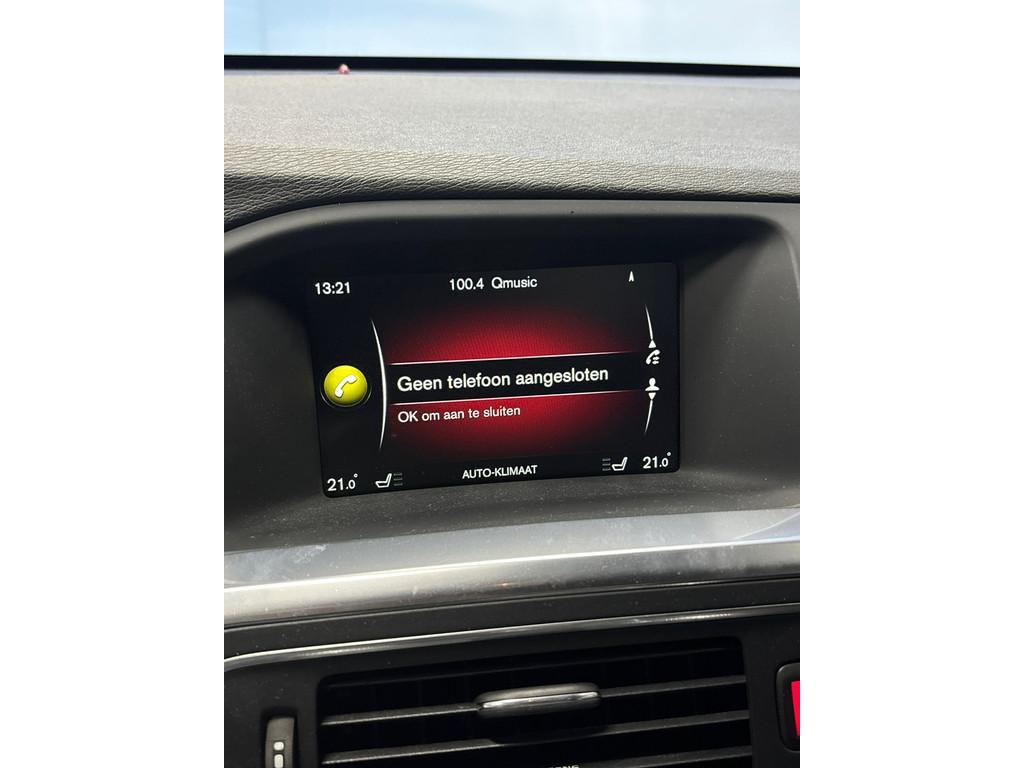 13:21
100.4 Qmusic
Geen telefoon aangesloten
OK om aan te sluiten
21.0°
AUTO-KLIMAAT
21.0°